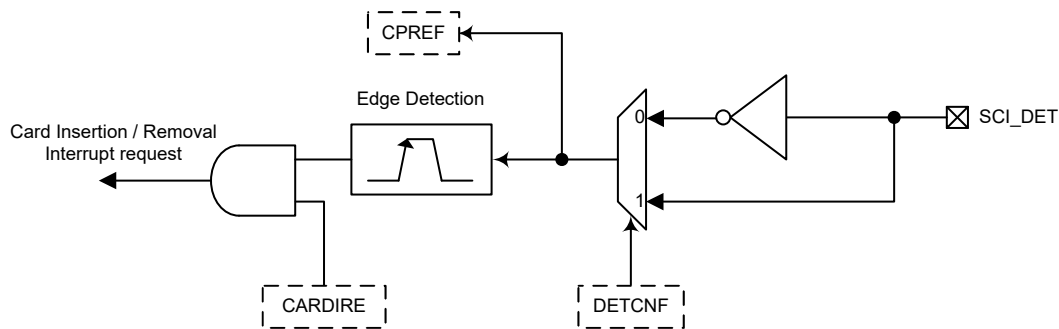 CPREF
Edge Detection
Card Insertion / Removal
Interrupt request
0
SCI_DET
1
CARDIRE
DETCNF